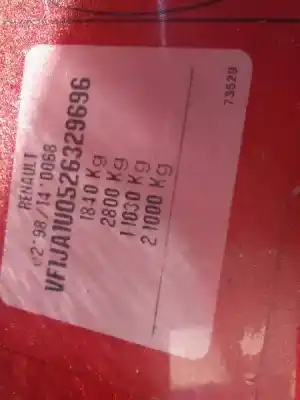 RENAULT
e2*98/14*0068
VF1JA1U0526329696
1840 Kg
2800 Kg
1 1030 Kg
2 1000 Kg
73529